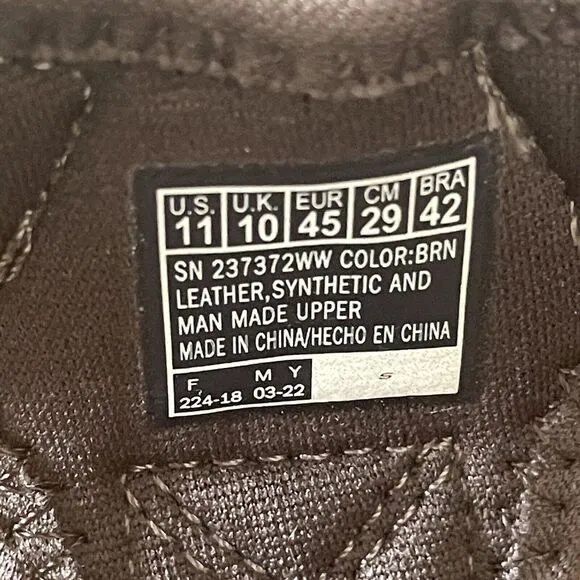 U.S. U.K. EUR CM BRA
11 10 45 29 42
SN 237372WW COLOR:BRN
LEATHER,SYNTHETIC AND
MAN MADE UPPER
MADE IN CHINA/HECHO EN CHINA
F M Y S
224-18 03-22